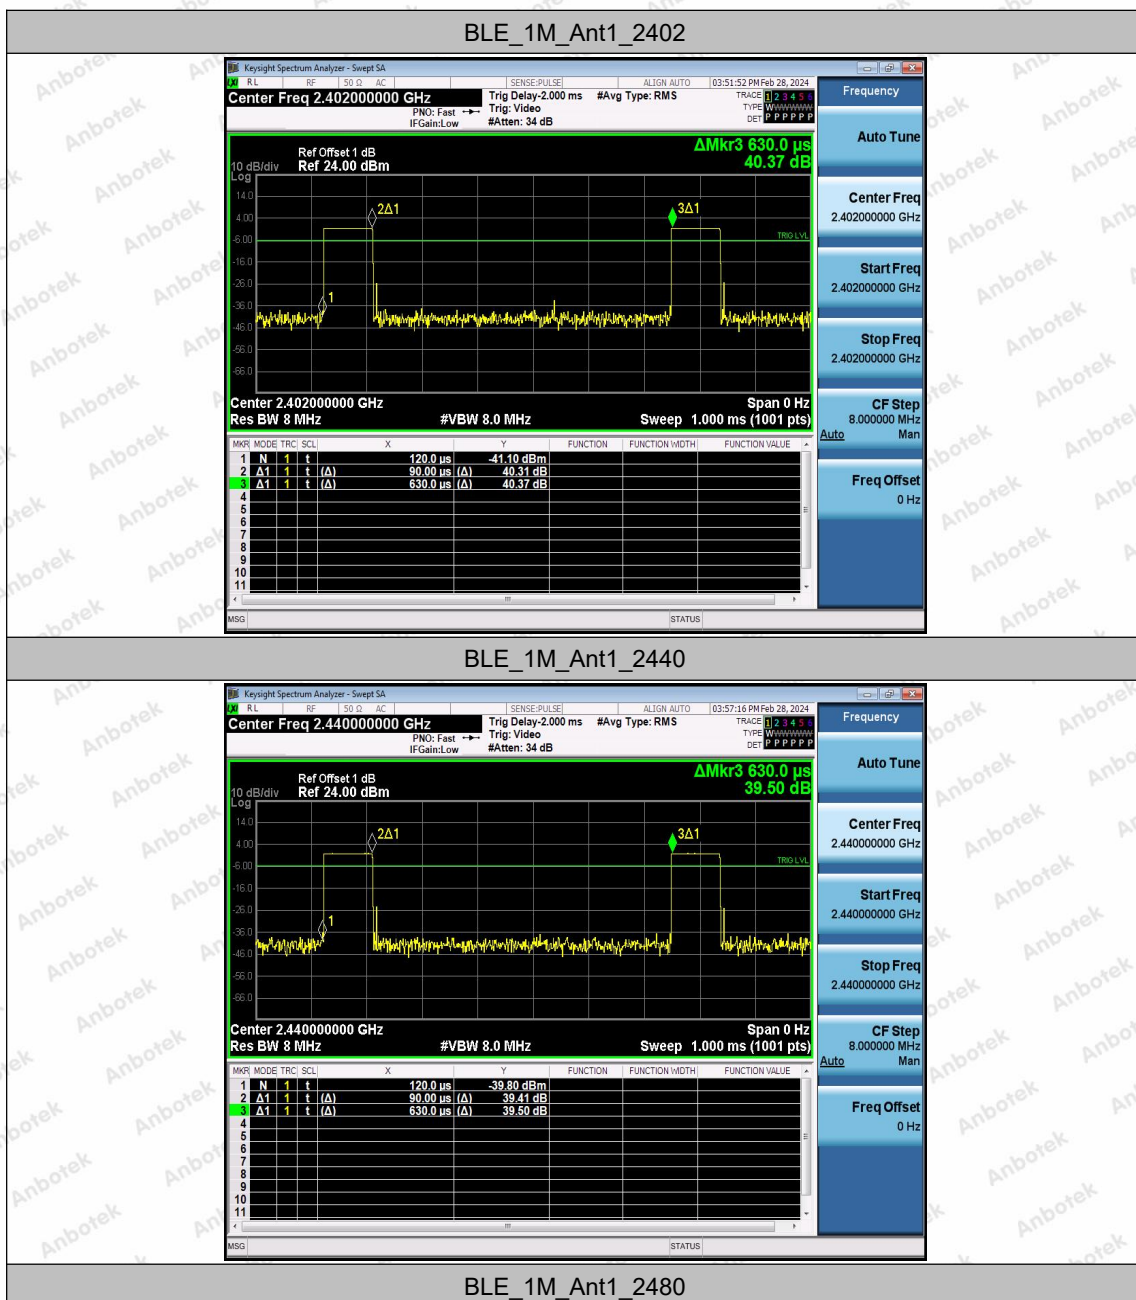 BLE_1M_Ant1_2402
Keysight Spectrum Analyzer - Swept SA
LXI RL RF 50 Ω AC SENSE:PULSE ALIGN AUTO 03:51:52 PM Feb 28, 2024
Center Freq 2.402000000 GHz
PNO: Fast
IFGain:Low
Trig Delay-2.000 ms
Trig: Video
#Atten: 34 dB
#Avg Type: RMS
TRACE 1 2 3 4 5 6
TYPE WWWWWW
DET P P P P P P
Ref Offset 1 dB
10 dB/div Ref 24.00 dBm
Log
ΔMkr3 630.0 µs
40.37 dB
14.0
4.00
-6.00
-16.0
-26.0
-36.0
-46.0
-56.0
-66.0
2Δ1
3Δ1
TRIG LVL
1
Center 2.402000000 GHz Span 0 Hz
Res BW 8 MHz #VBW 8.0 MHz Sweep 1.000 ms (1001 pts)
MKR MODE TRC SCL X Y FUNCTION FUNCTION WIDTH FUNCTION VALUE
1 N 1 t 120.0 µs -41.10 dBm
2 Δ1 1 t (Δ) 90.00 µs (Δ) 40.31 dB
3 Δ1 1 t (Δ) 630.0 µs (Δ) 40.37 dB
4
5
6
7
8
9
10
11
MSG STATUS
Frequency
Auto Tune
Center Freq
2.402000000 GHz
Start Freq
2.402000000 GHz
Stop Freq
2.402000000 GHz
CF Step
8.000000 MHz
Auto Man
Freq Offset
0 Hz
BLE_1M_Ant1_2440
Keysight Spectrum Analyzer - Swept SA
LXI RL RF 50 Ω AC SENSE:PULSE ALIGN AUTO 03:57:16 PM Feb 28, 2024
Center Freq 2.440000000 GHz
PNO: Fast
IFGain:Low
Trig Delay-2.000 ms
Trig: Video
#Atten: 34 dB
#Avg Type: RMS
TRACE 1 2 3 4 5 6
TYPE WWWWWW
DET P P P P P P
Ref Offset 1 dB
10 dB/div Ref 24.00 dBm
Log
ΔMkr3 630.0 µs
39.50 dB
14.0
4.00
-6.00
-16.0
-26.0
-36.0
-46.0
-56.0
-66.0
2Δ1
3Δ1
TRIG LVL
1
Center 2.440000000 GHz Span 0 Hz
Res BW 8 MHz #VBW 8.0 MHz Sweep 1.000 ms (1001 pts)
MKR MODE TRC SCL X Y FUNCTION FUNCTION WIDTH FUNCTION VALUE
1 N 1 t 120.0 µs -39.80 dBm
2 Δ1 1 t (Δ) 90.00 µs (Δ) 39.41 dB
3 Δ1 1 t (Δ) 630.0 µs (Δ) 39.50 dB
4
5
6
7
8
9
10
11
MSG STATUS
Frequency
Auto Tune
Center Freq
2.440000000 GHz
Start Freq
2.440000000 GHz
Stop Freq
2.440000000 GHz
CF Step
8.000000 MHz
Auto Man
Freq Offset
0 Hz
BLE_1M_Ant1_2480
Anbotek